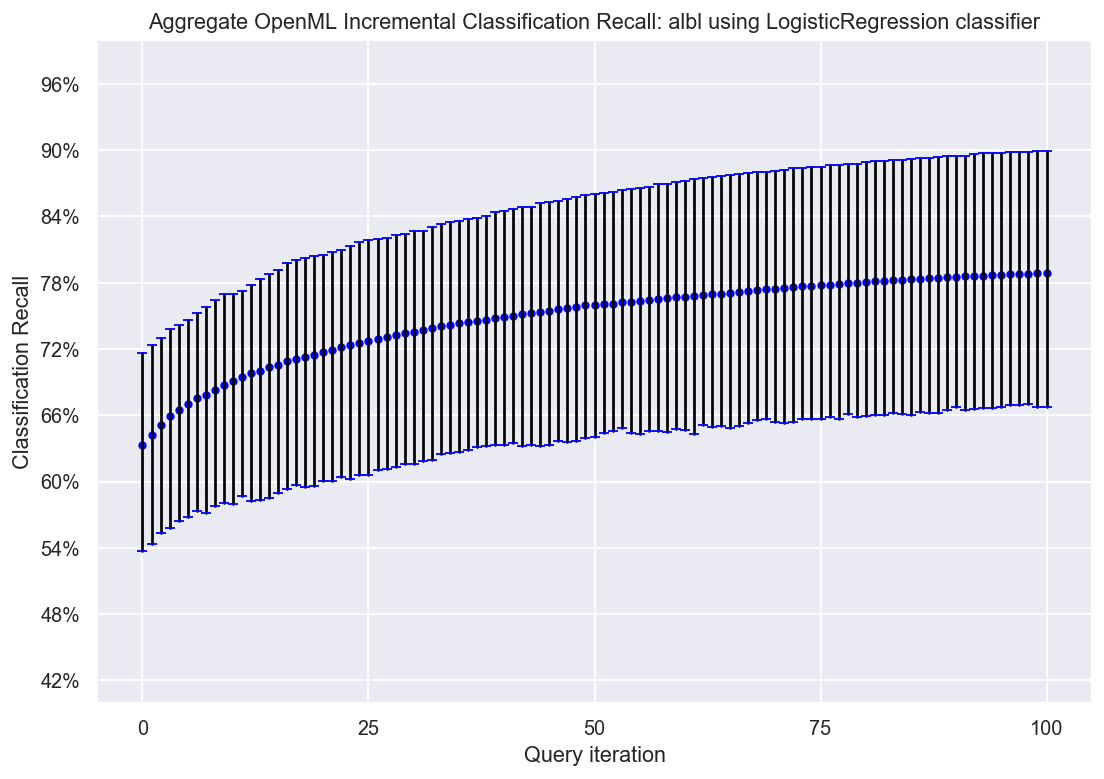 Aggregate OpenML Incremental Classification Recall: albl using LogisticRegression classifier
96%
90%
84%
78%
72%
66%
60%
54%
48%
42%
Classification Recall
0 25 50 75 100
Query iteration